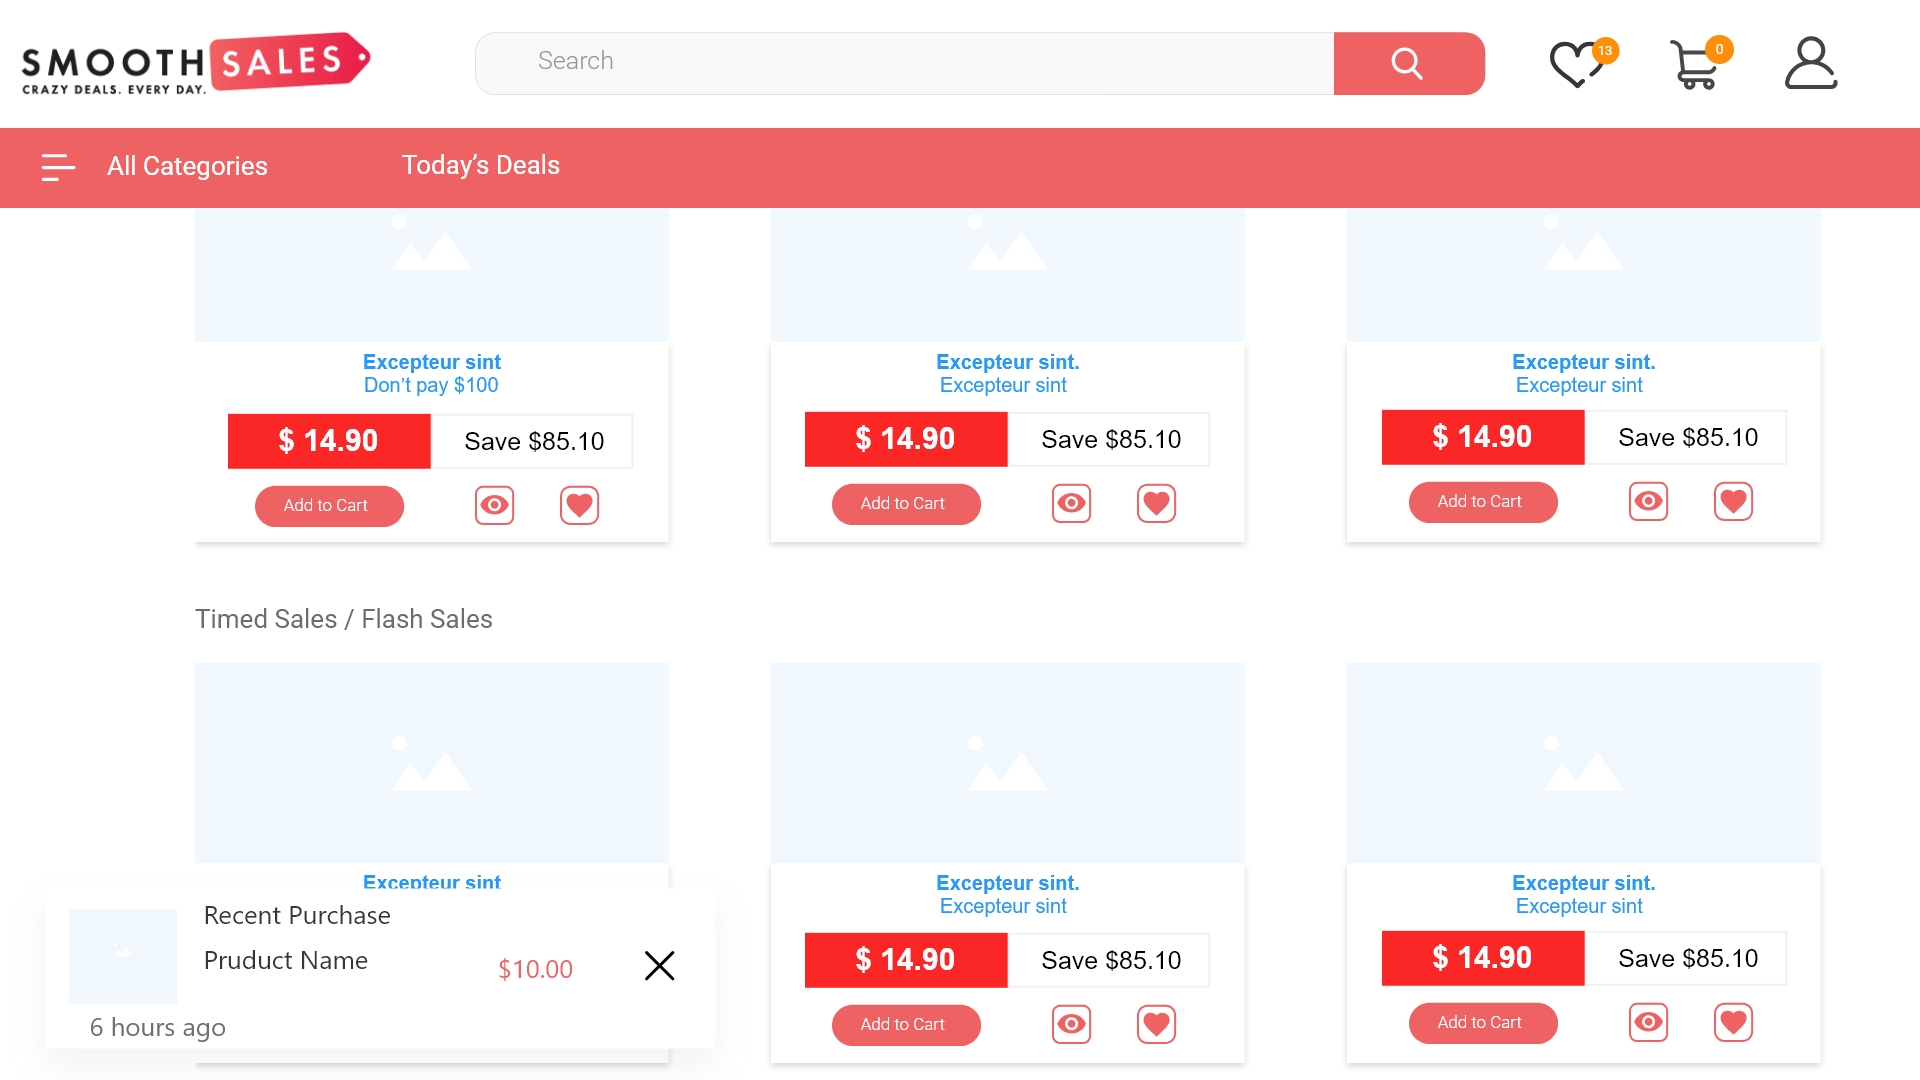 SMOOTH SALES
CRAZY DEALS. EVERY DAY.
Search
13
0
All Categories
Today's Deals
Excepteur sint
Don't pay $100
$ 14.90
Save $85.10
Add to Cart
Excepteur sint.
Excepteur sint
$ 14.90
Save $85.10
Add to Cart
Excepteur sint.
Excepteur sint
$ 14.90
Save $85.10
Add to Cart
Timed Sales / Flash Sales
Excepteur sint
Recent Purchase
Pruduct Name
$10.00
6 hours ago
Excepteur sint.
Excepteur sint
$ 14.90
Save $85.10
Add to Cart
Excepteur sint.
Excepteur sint
$ 14.90
Save $85.10
Add to Cart